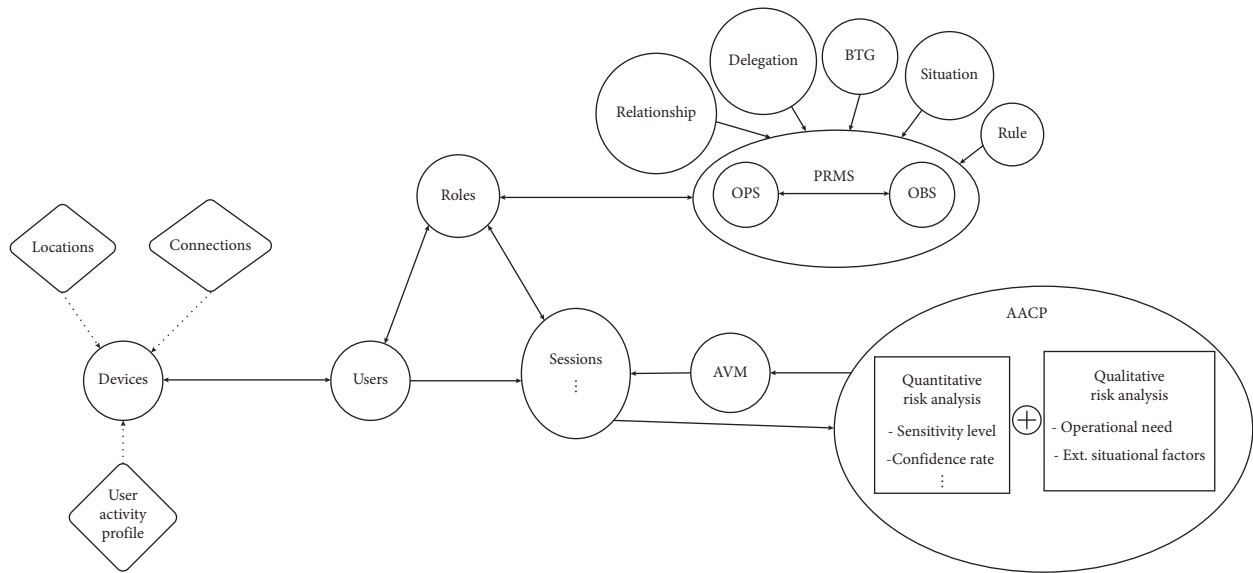 Delegation
BTG
Situation
Relationship
Rule
PRMS
OPS
OBS
Roles
Locations
Connections
AACP
Sessions
⋮
Devices
Users
AVM
Quantitative
risk analysis
- Sensitivity level
-Confidence rate
⋮
Qualitative
risk analysis
- Operational need
- Ext. situational factors
User
activity
profile